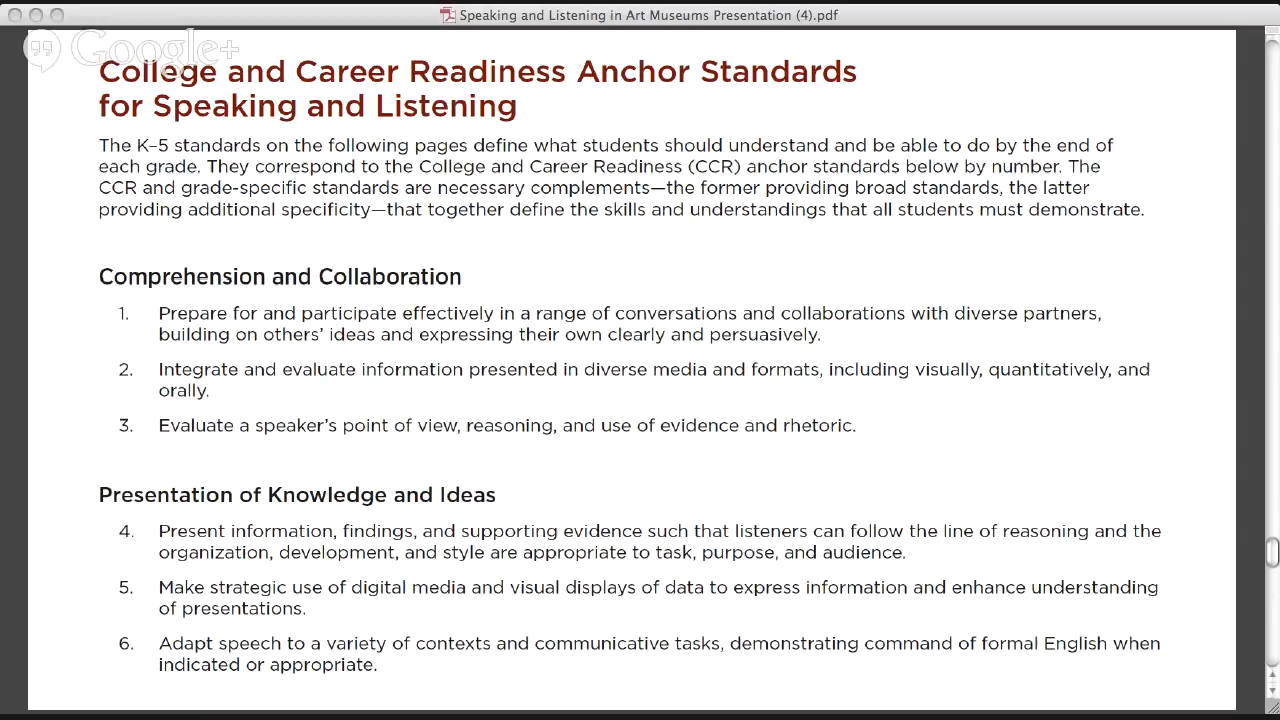 Speaking and Listening in Art Museums Presentation (4).pdf
Google+
College and Career Readiness Anchor Standards
for Speaking and Listening
The K–5 standards on the following pages define what students should understand and be able to do by the end of
each grade. They correspond to the College and Career Readiness (CCR) anchor standards below by number. The
CCR and grade-specific standards are necessary complements—the former providing broad standards, the latter
providing additional specificity—that together define the skills and understandings that all students must demonstrate.
Comprehension and Collaboration
1. Prepare for and participate effectively in a range of conversations and collaborations with diverse partners,
building on others’ ideas and expressing their own clearly and persuasively.
2. Integrate and evaluate information presented in diverse media and formats, including visually, quantitatively, and
orally.
3. Evaluate a speaker’s point of view, reasoning, and use of evidence and rhetoric.
Presentation of Knowledge and Ideas
4. Present information, findings, and supporting evidence such that listeners can follow the line of reasoning and the
organization, development, and style are appropriate to task, purpose, and audience.
5. Make strategic use of digital media and visual displays of data to express information and enhance understanding
of presentations.
6. Adapt speech to a variety of contexts and communicative tasks, demonstrating command of formal English when
indicated or appropriate.